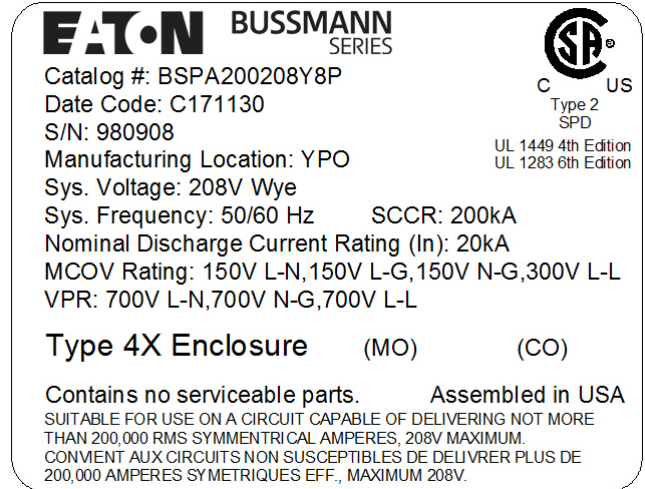 EATON BUSSMANN
SERIES
Catalog #: BSPA200208Y8P
Date Code: C171130
S/N: 980908
Manufacturing Location: YPO
Sys. Voltage: 208V Wye
Sys. Frequency: 50/60 Hz SCCR: 200kA
Nominal Discharge Current Rating (In): 20kA
MCOV Rating: 150V L-N,150V L-G,150V N-G,300V L-L
VPR: 700V L-N,700V N-G,700V L-L
SA ®
C US
Type 2
SPD
UL 1449 4th Edition
UL 1283 6th Edition
Type 4X Enclosure (MO) (CO)
Contains no serviceable parts. Assembled in USA
SUITABLE FOR USE ON A CIRCUIT CAPABLE OF DELIVERING NOT MORE
THAN 200,000 RMS SYMMENTRICAL AMPERES, 208V MAXIMUM.
CONVIENT AUX CIRCUITS NON SUSCEPTIBLES DE DELIVRER PLUS DE
200,000 AMPERES SYMETRIQUES EFF., MAXIMUM 208V.